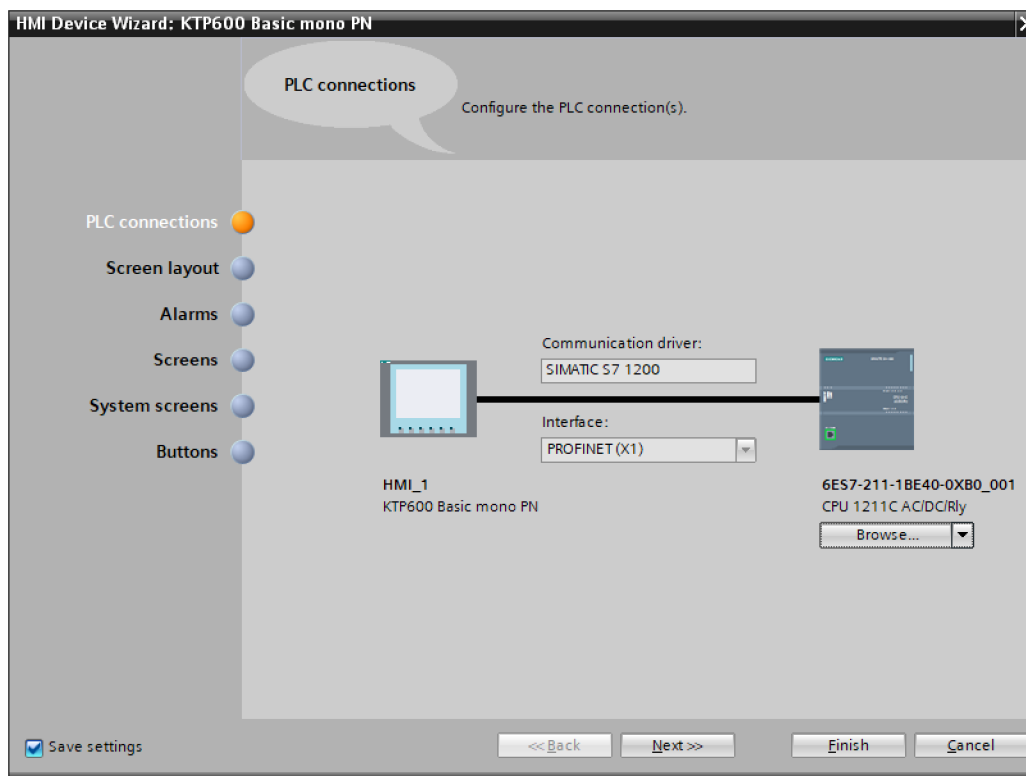 HMI Device Wizard: KTP600 Basic mono PN
PLC connections
Configure the PLC connection(s).
PLC connections
Screen layout
Alarms
Screens
System screens
Buttons
Communication driver:
SIMATIC S7 1200
Interface:
PROFINET (X1)
HMI_1
KTP600 Basic mono PN
6ES7-211-1BE40-0XB0_001
CPU 1211C AC/DC/Rly
Browse...
Save settings
<< Back
Next >>
Finish
Cancel